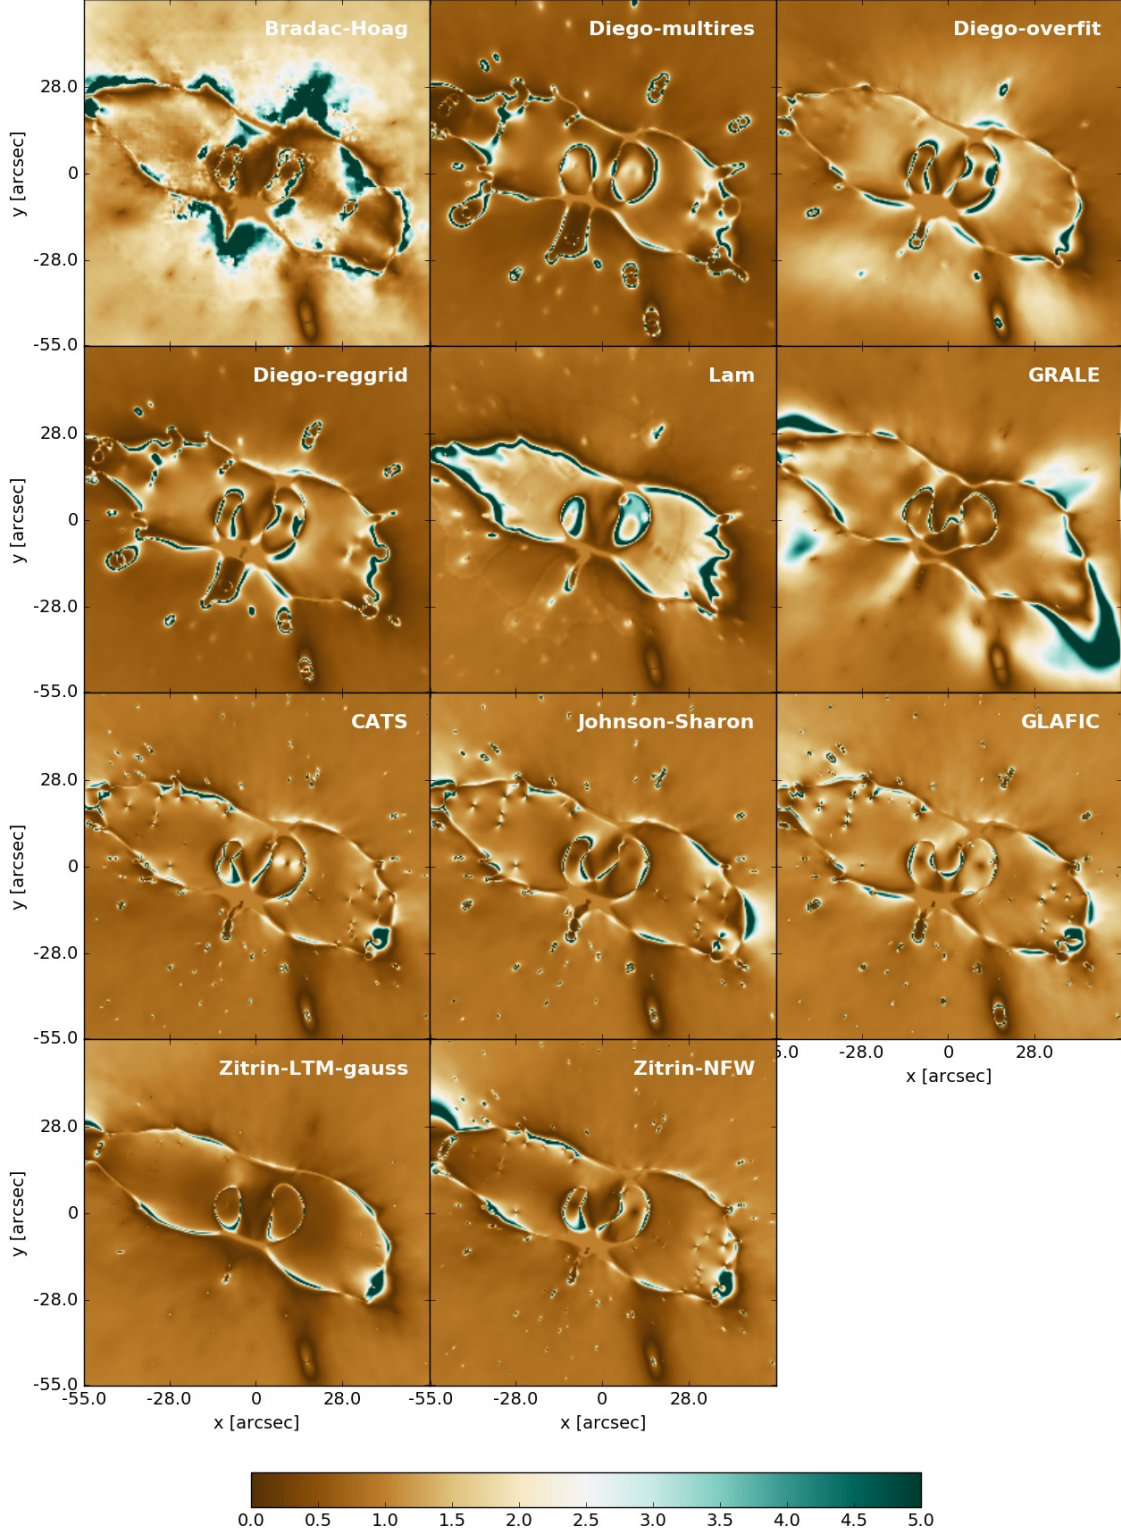 Bradac-Hoag
Diego-multires
Diego-overfit
28.0
0
-28.0
-55.0
y [arcsec]
Diego-reggrid
Lam
GRALE
28.0
0
-28.0
-55.0
y [arcsec]
CATS
Johnson-Sharon
GLAFIC
28.0
0
-28.0
-55.0
y [arcsec]
5.0 -28.0 0 28.0
x [arcsec]
Zitrin-LTM-gauss
Zitrin-NFW
28.0
0
-28.0
-55.0
y [arcsec]
-55.0 -28.0 0 28.0 -55.0 -28.0 0 28.0
x [arcsec] x [arcsec]
0.0 0.5 1.0 1.5 2.0 2.5 3.0 3.5 4.0 4.5 5.0